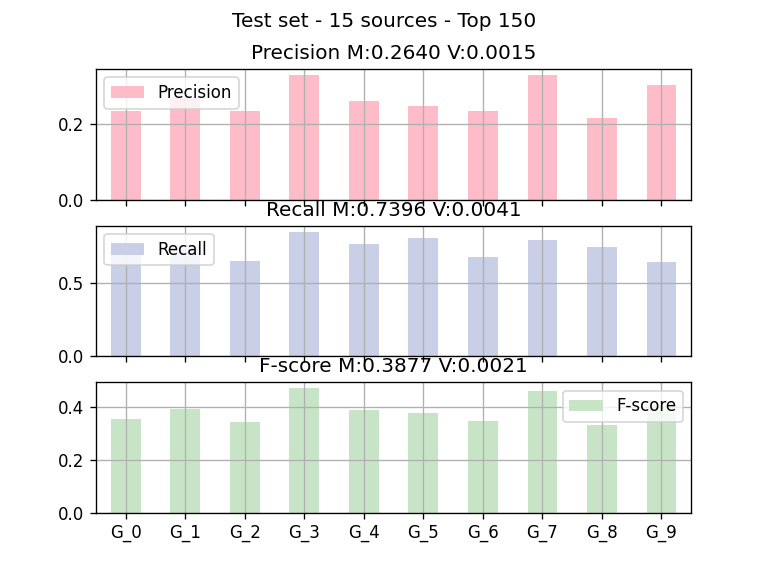 Test set - 15 sources - Top 150
Precision M:0.2640 V:0.0015
Precision
0.2
0.0
Recall M:0.7396 V:0.0041
Recall
0.5
0.0
F-score M:0.3877 V:0.0021
F-score
0.4
0.2
0.0
G_0 G_1 G_2 G_3 G_4 G_5 G_6 G_7 G_8 G_9